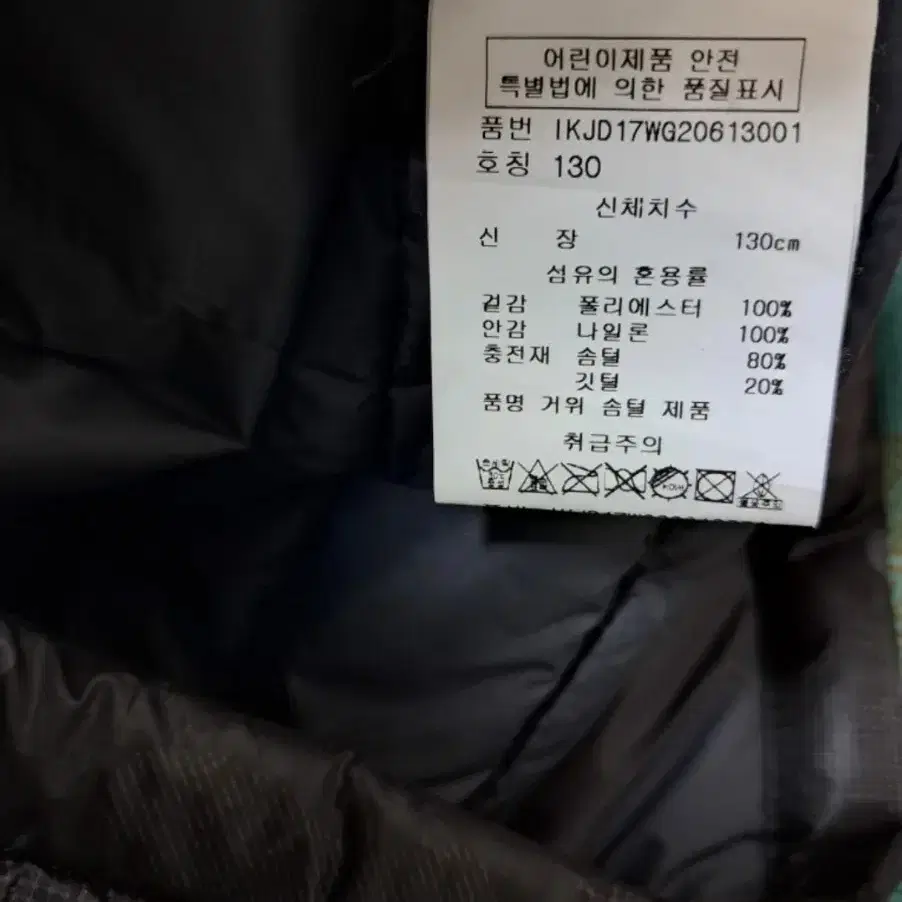 어린이제품 안전
특별법에 의한 품질표시
품번 IKJD17WG20613001
호칭 130
신체치수
신 장 130cm
섬유의 혼용률
겉감 폴리에스터 100%
안감 나일론 100%
충전재 솜털 80%
깃털 20%
품명 거위 솜털 제품
취급주의